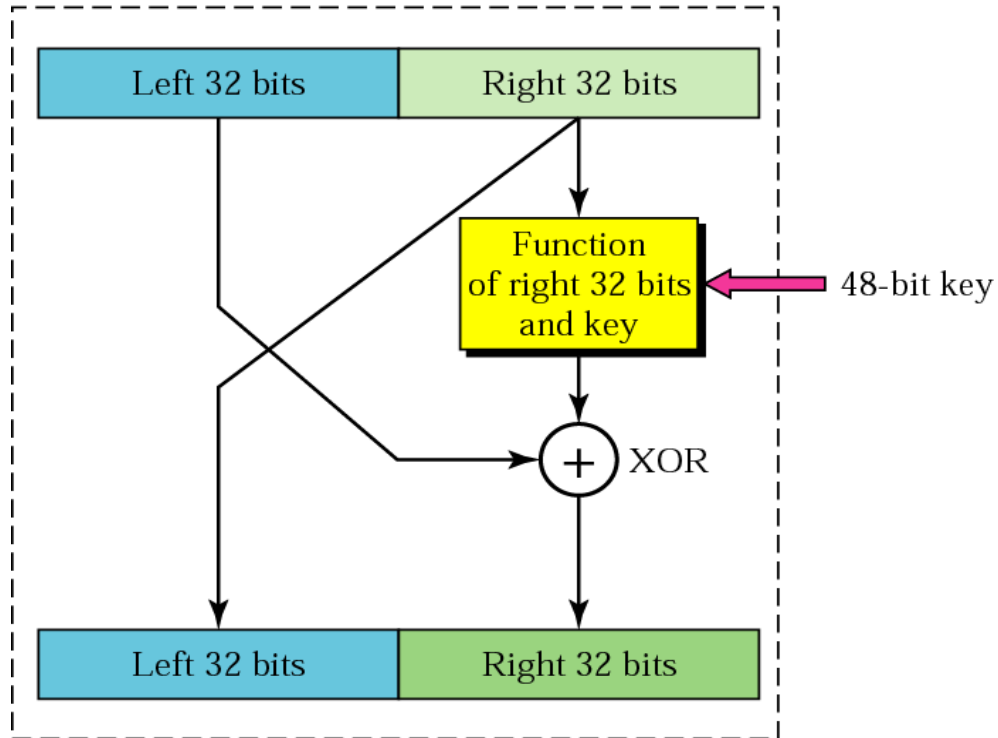 Left 32 bits
Right 32 bits
Function
of right 32 bits
and key
48-bit key
+
XOR
Left 32 bits
Right 32 bits